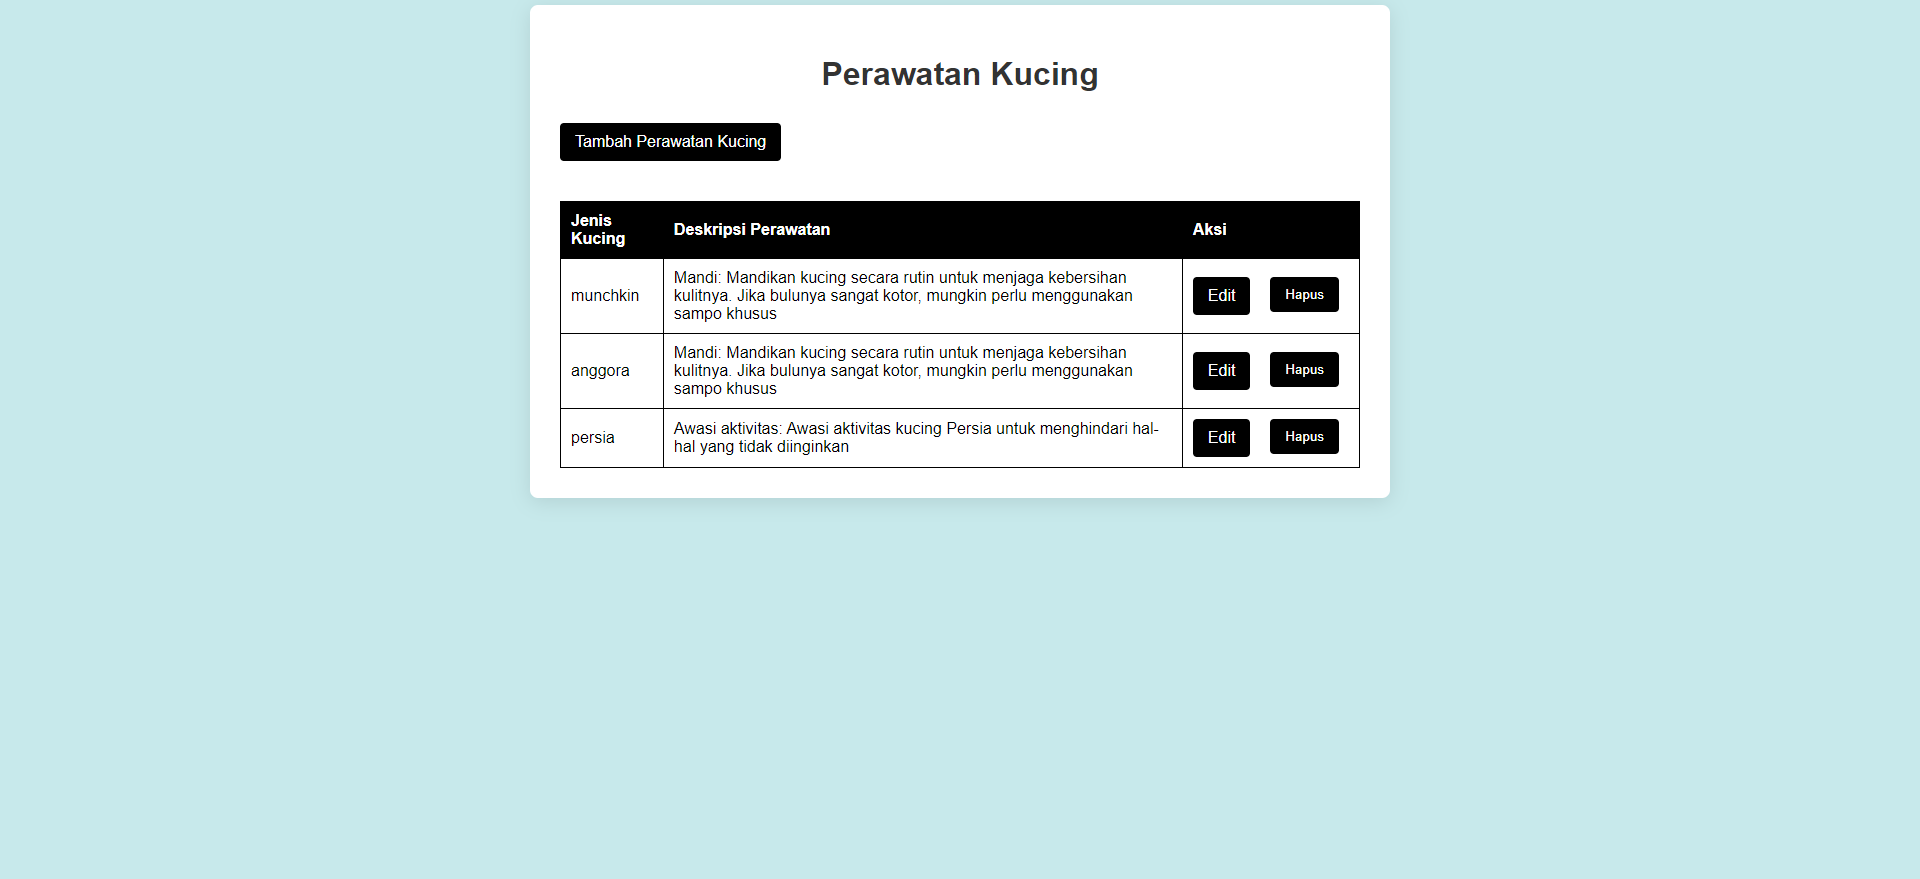 Perawatan Kucing
Tambah Perawatan Kucing
Jenis
Kucing
Deskripsi Perawatan
Aksi
munchkin
Mandi: Mandikan kucing secara rutin untuk menjaga kebersihan
kulitnya. Jika bulunya sangat kotor, mungkin perlu menggunakan
sampo khusus
Edit
Hapus
anggora
Mandi: Mandikan kucing secara rutin untuk menjaga kebersihan
kulitnya. Jika bulunya sangat kotor, mungkin perlu menggunakan
sampo khusus
Edit
Hapus
persia
Awasi aktivitas: Awasi aktivitas kucing Persia untuk menghindari hal-
hal yang tidak diinginkan
Edit
Hapus